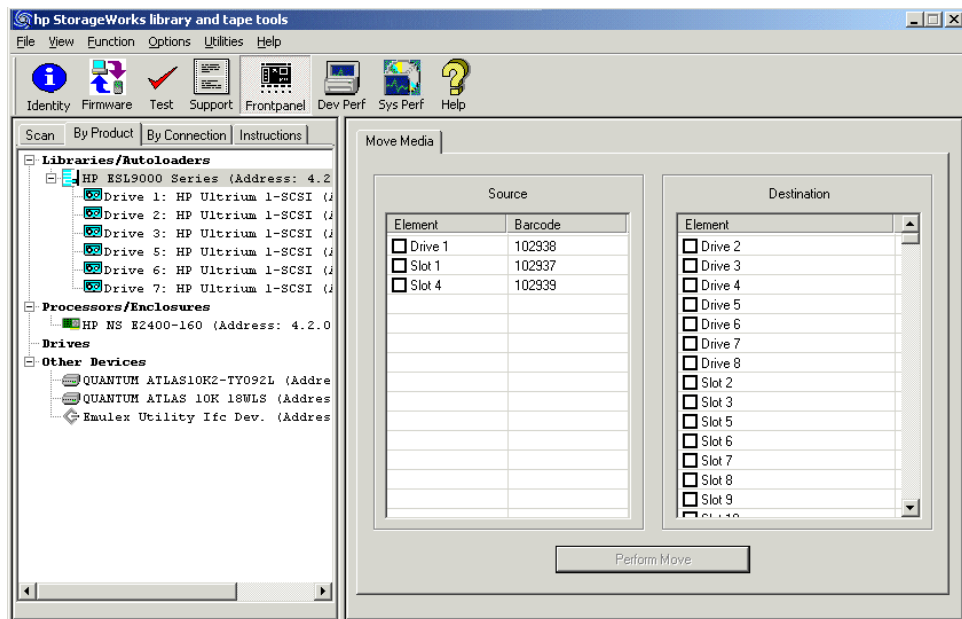 hp StorageWorks library and tape tools
File View Function Options Utilities Help
Identity Firmware Test Support Frontpanel Dev Perf Sys Perf Help
Scan By Product By Connection Instructions
Libraries/Autoloaders
HP ESL9000 Series (Address: 4.2
Drive 1: HP Ultrium 1-SCSI (
Drive 2: HP Ultrium 1-SCSI (
Drive 3: HP Ultrium 1-SCSI (
Drive 5: HP Ultrium 1-SCSI (
Drive 6: HP Ultrium 1-SCSI (
Drive 7: HP Ultrium 1-SCSI (
Processors/Enclosures
HP NS E2400-160 (Address: 4.2.0
Drives
Other Devices
QUANTUM ATLAS10K2-TY092L (Addre
QUANTUM ATLAS 10K 18WLS (Addres
Emulex Utility Ifc Dev. (Addres
Move Media
Source
Element Barcode
Drive 1 102938
Slot 1 102937
Slot 4 102939
Destination
Element
Drive 2
Drive 3
Drive 4
Drive 5
Drive 6
Drive 7
Drive 8
Slot 2
Slot 3
Slot 5
Slot 6
Slot 7
Slot 8
Slot 9
Perform Move